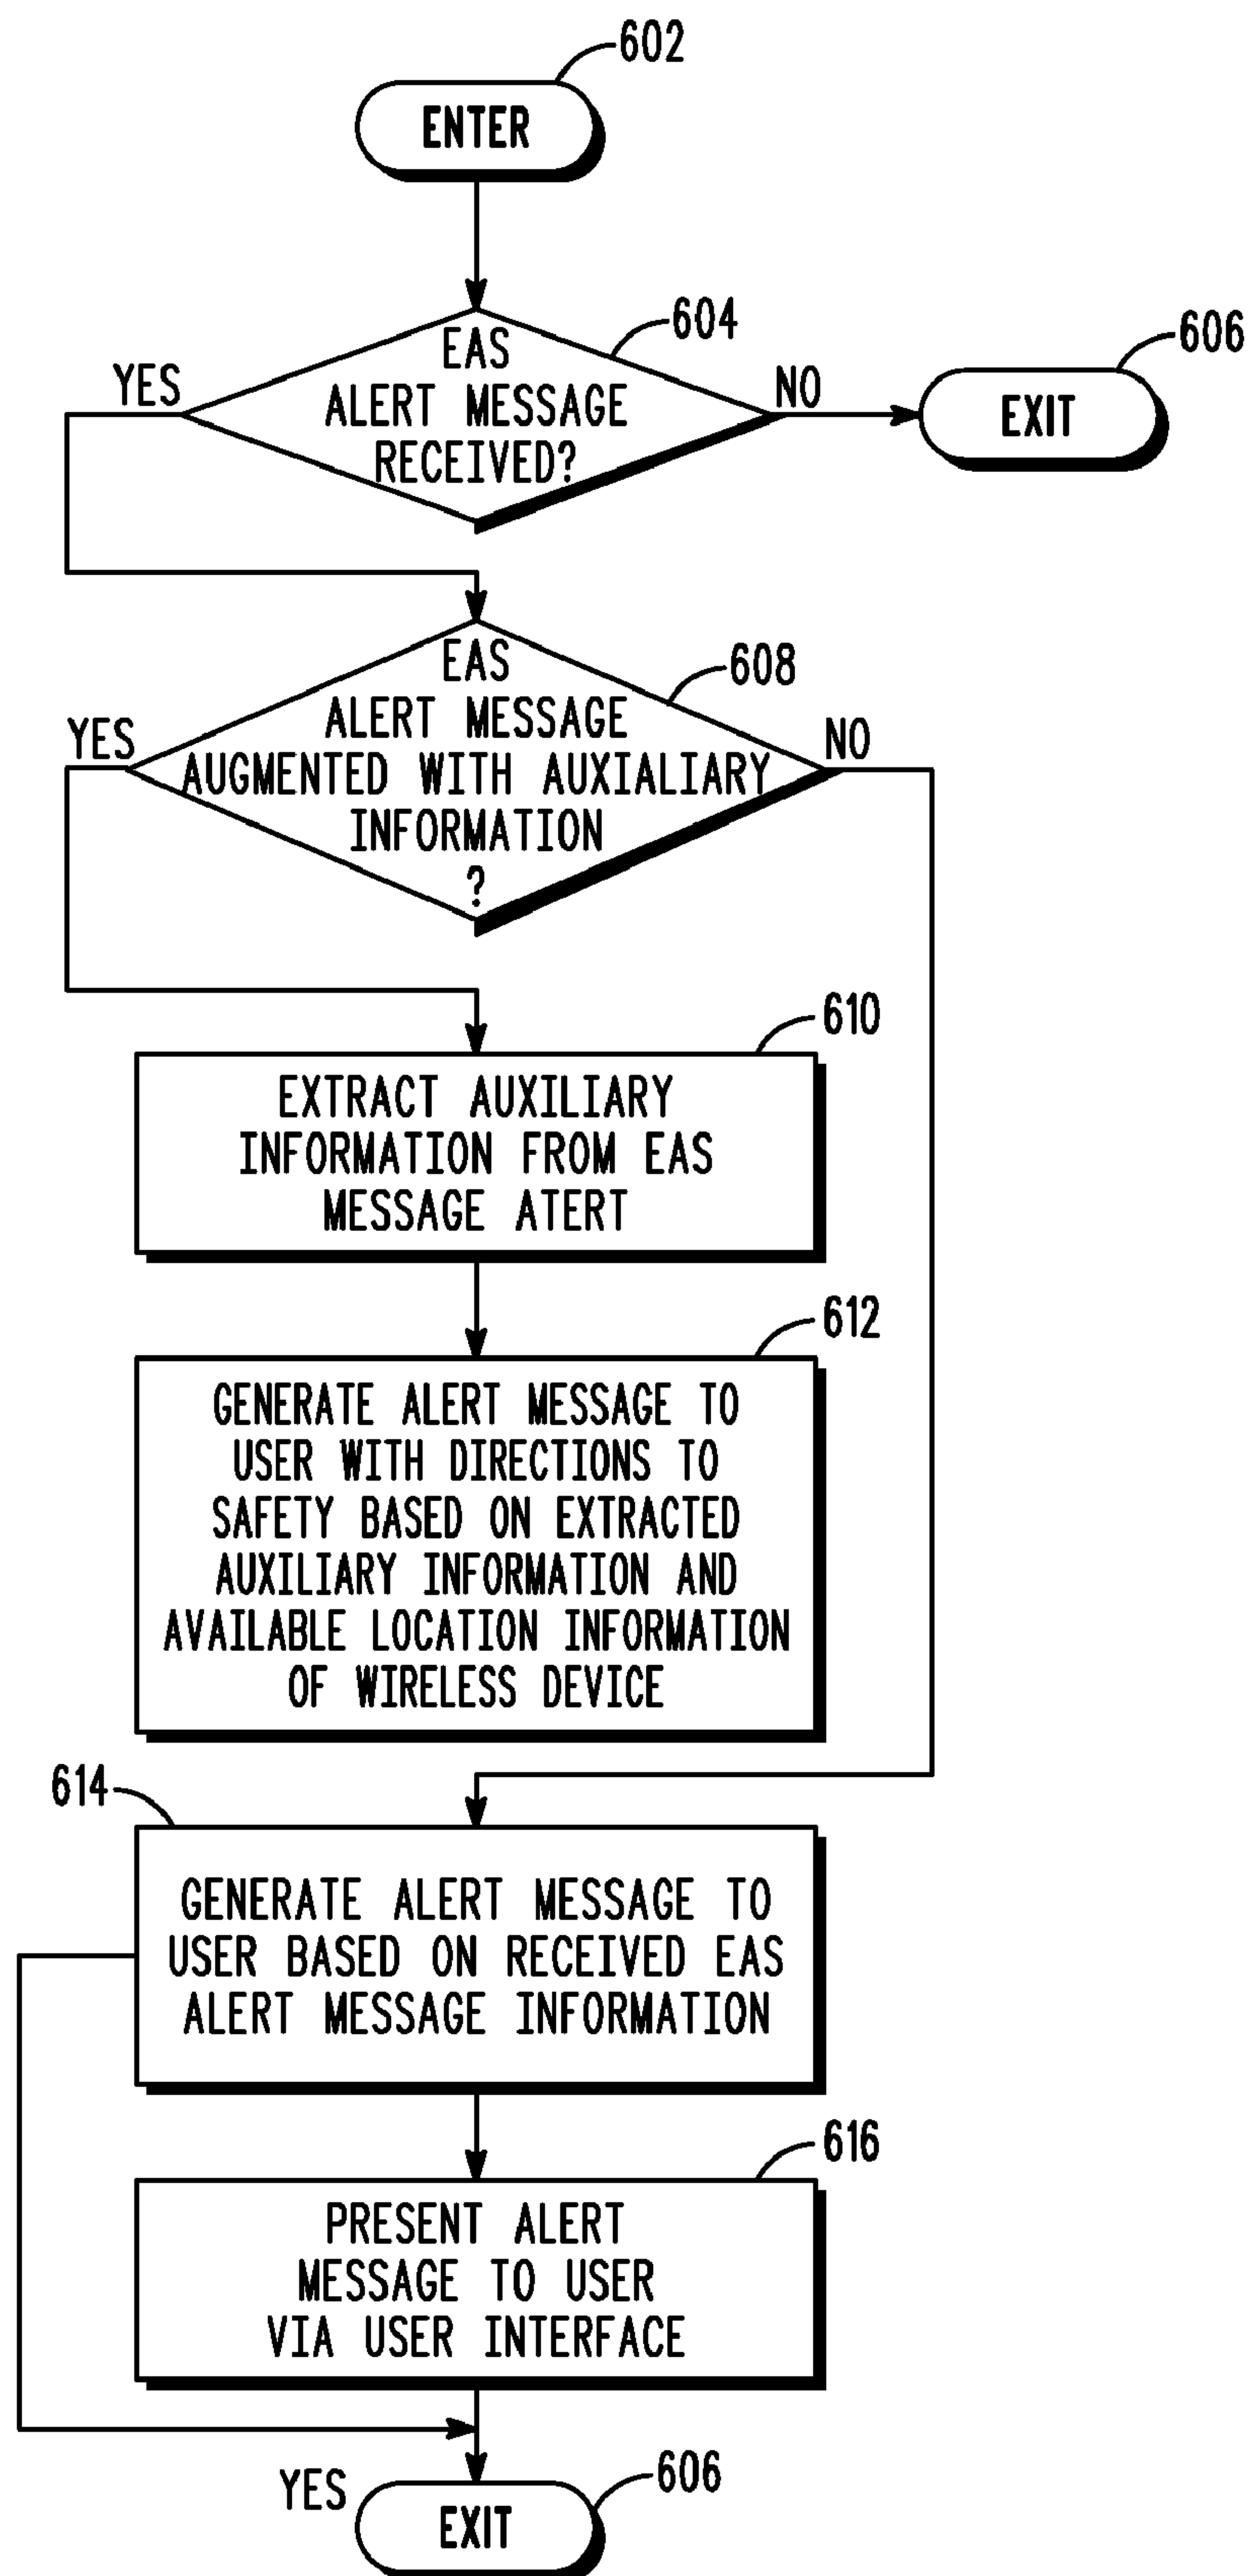 602
ENTER
604
606
YES
EAS
ALERT MESSAGE
RECEIVED?
NO
EXIT
608
YES
EAS
ALERT MESSAGE
AUGMENTED WITH AUXIALIARY
INFORMATION
?
NO
610
EXTRACT AUXILIARY
INFORMATION FROM EAS
MESSAGE ATERT
612
GENERATE ALERT MESSAGE TO
USER WITH DIRECTIONS TO
SAFETY BASED ON EXTRACTED
AUXILIARY INFORMATION AND
AVAILABLE LOCATION INFORMATION
OF WIRELESS DEVICE
614
GENERATE ALERT MESSAGE TO
USER BASED ON RECEIVED EAS
ALERT MESSAGE INFORMATION
616
PRESENT ALERT
MESSAGE TO USER
VIA USER INTERFACE
YES
606
EXIT